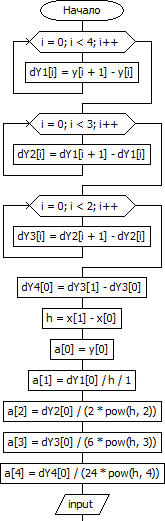 Начало
i = 0; i < 4; i++
dY1[i] = y[i + 1] - y[i]
i = 0; i < 3; i++
dY2[i] = dY1[i + 1] - dY1[i]
i = 0; i < 2; i++
dY3[i] = dY2[i + 1] - dY2[i]
dY4[0] = dY3[1] - dY3[0]
h = x[1] - x[0]
a[0] = y[0]
a[1] = dY1[0] / h / 1
a[2] = dY2[0] / (2 * pow(h, 2))
a[3] = dY3[0] / (6 * pow(h, 3))
a[4] = dY4[0] / (24 * pow(h, 4))
input